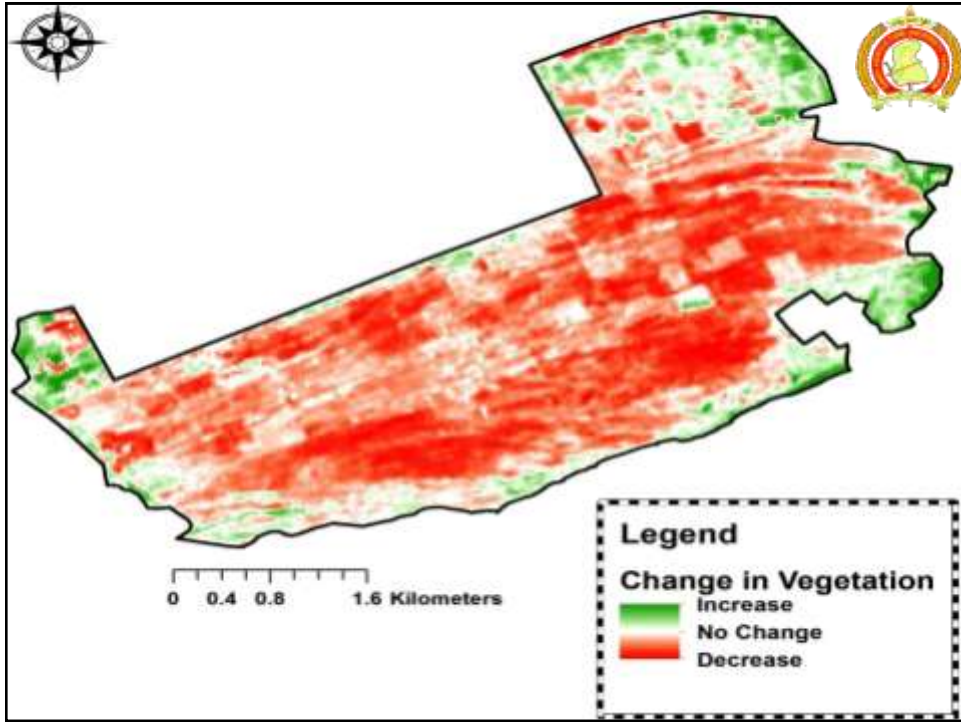 0 0.4 0.8 1.6 Kilometers
Legend
Change in Vegetation
Increase
No Change
Decrease